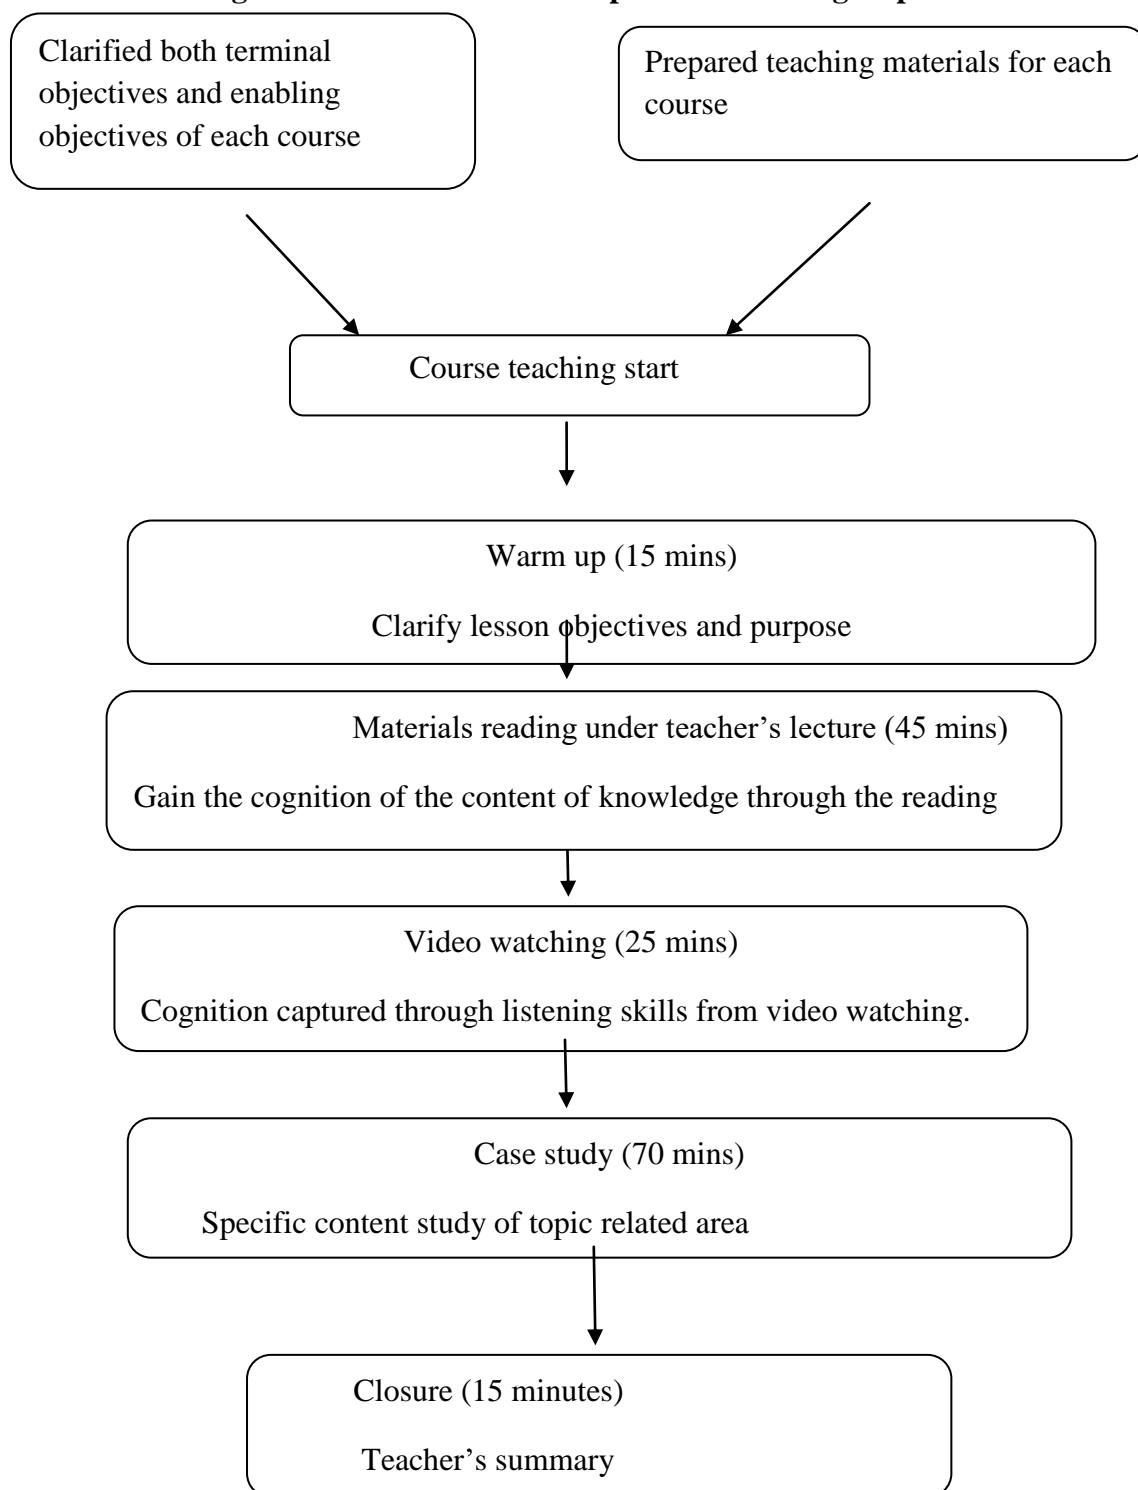 Clarified both terminal
objectives and enabling
objectives of each course
Prepared teaching materials for each
course
Course teaching start
Warm up (15 mins)
Clarify lesson objectives and purpose
Materials reading under teacher’s lecture (45 mins)
Gain the cognition of the content of knowledge through the reading
Video watching (25 mins)
Cognition captured through listening skills from video watching.
Case study (70 mins)
Specific content study of topic related area
Closure (15 minutes)
Teacher’s summary